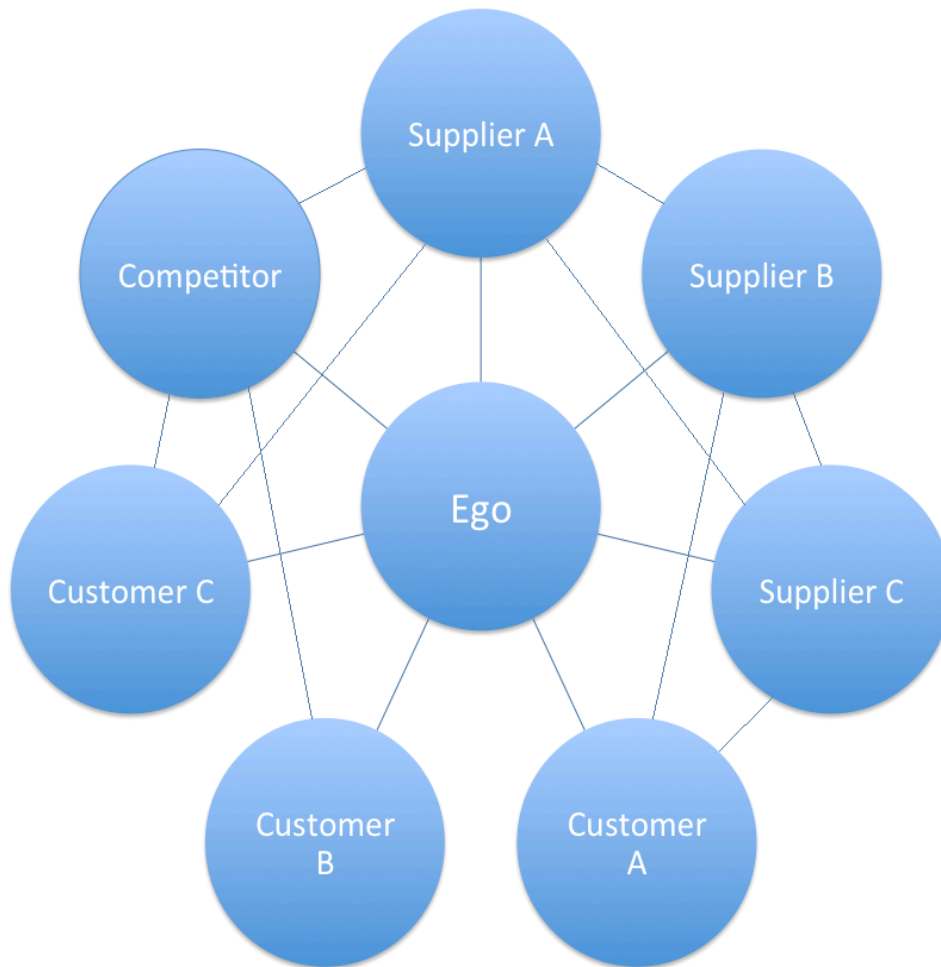 Supplier A
Competitor
Supplier B
Ego
Customer C
Supplier C
Customer
B
Customer
A